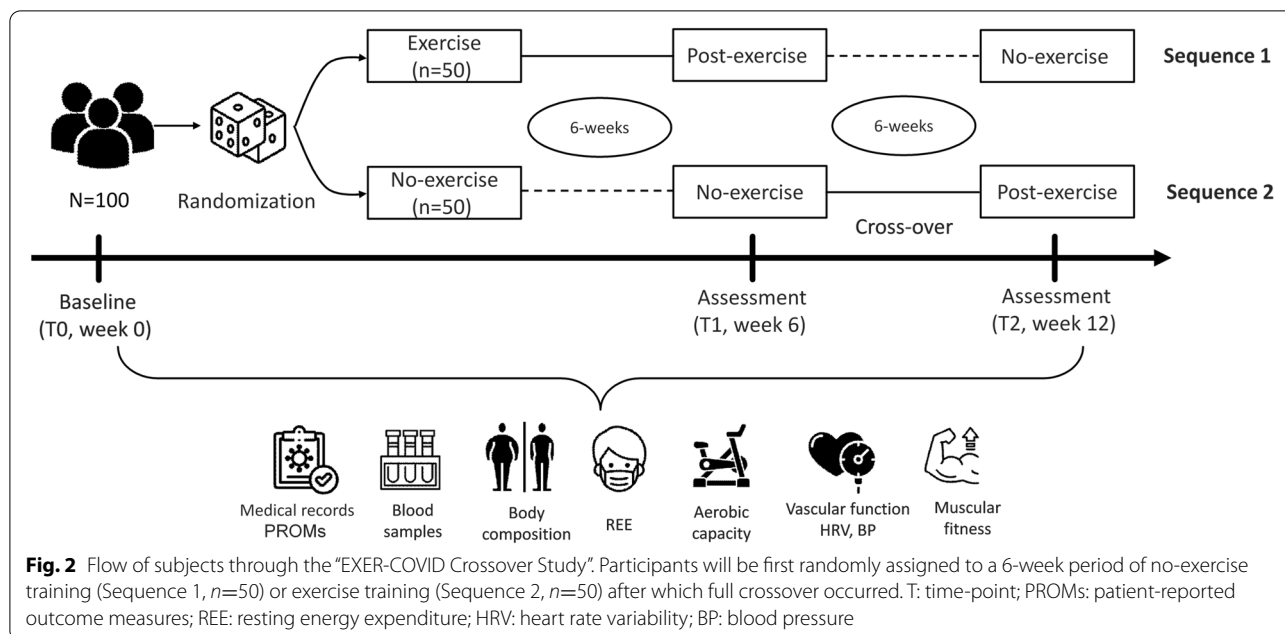 Exercise
(n=50)
Post-exercise
No-exercise
Sequence 1
6-weeks
6-weeks
N=100
Randomization
No-exercise
(n=50)
No-exercise
Post-exercise
Sequence 2
Cross-over
Baseline
(T0, week 0)
Assessment
(T1, week 6)
Assessment
(T2, week 12)
Medical records
PROMs
Blood
samples
Body
composition
REE
Aerobic
capacity
Vascular function
HRV, BP
Muscular
fitness
Fig. 2 Flow of subjects through the “EXER-COVID Crossover Study”. Participants will be first randomly assigned to a 6-week period of no-exercise
training (Sequence 1, n=50) or exercise training (Sequence 2, n=50) after which full crossover occurred. T: time-point; PROMs: patient-reported
outcome measures; REE: resting energy expenditure; HRV: heart rate variability; BP: blood pressure